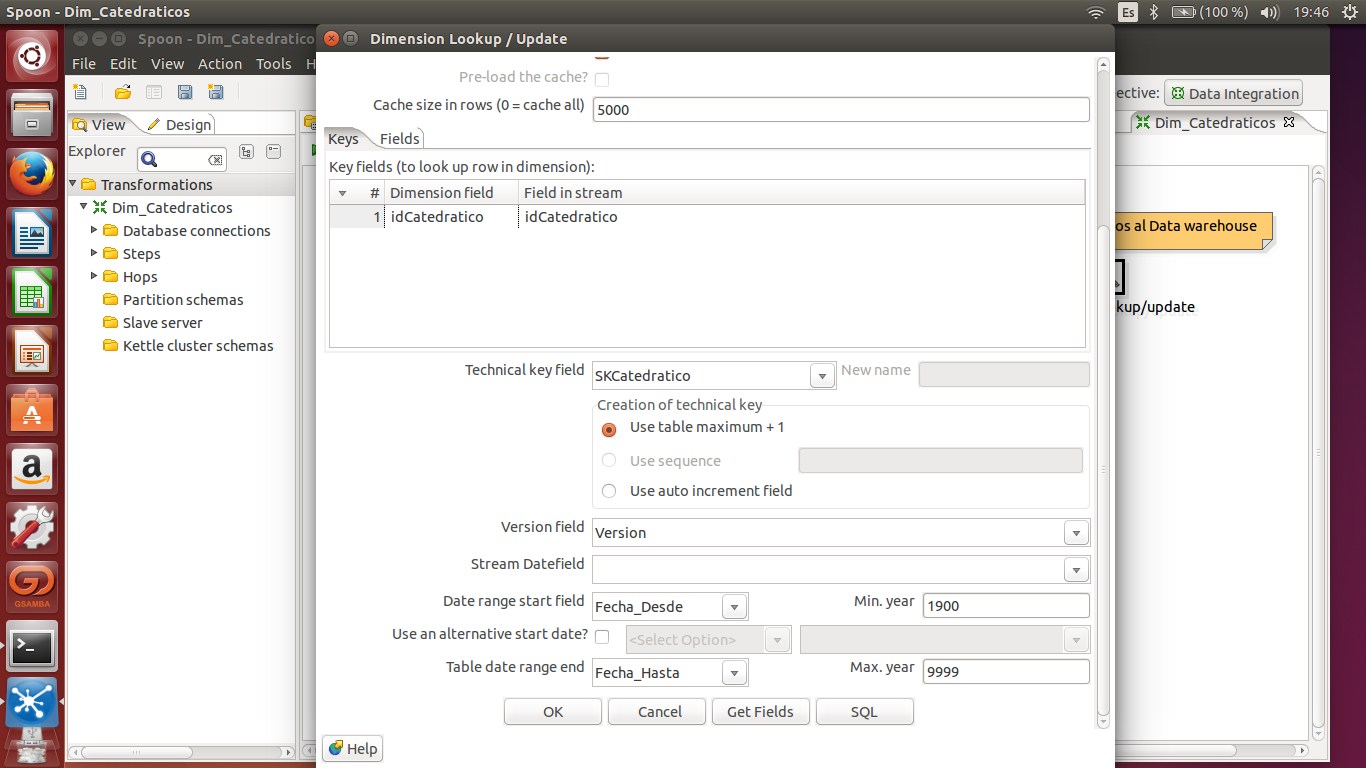 Spoon - Dim_Catedraticos
Es
(100 %)
19:46
Spoon - Dim_Catedratico
Dimension Lookup / Update
File Edit View Action Tools H
Pre-load the cache?
Cache size in rows (0 = cache all) 5000
ective: Data Integration
View Design
Keys Fields
Dim_Catedraticos
Explorer
Key fields (to look up row in dimension):
Transformations
# Dimension field Field in stream
Dim_Catedraticos
1 idCatedratico idCatedratico
Database connections
os al Data warehouse
Steps
Hops
Partition schemas
kup/update
Slave server
Kettle cluster schemas
Technical key field SKCatedratico New name
Creation of technical key
Use table maximum + 1
Use sequence
Use auto increment field
Version field Version
Stream Datefield
Date range start field Fecha_Desde Min. year 1900
Use an alternative start date? <Select Option>
Table date range end Fecha_Hasta Max. year 9999
OK Cancel Get Fields SQL
Help
GSAMBA